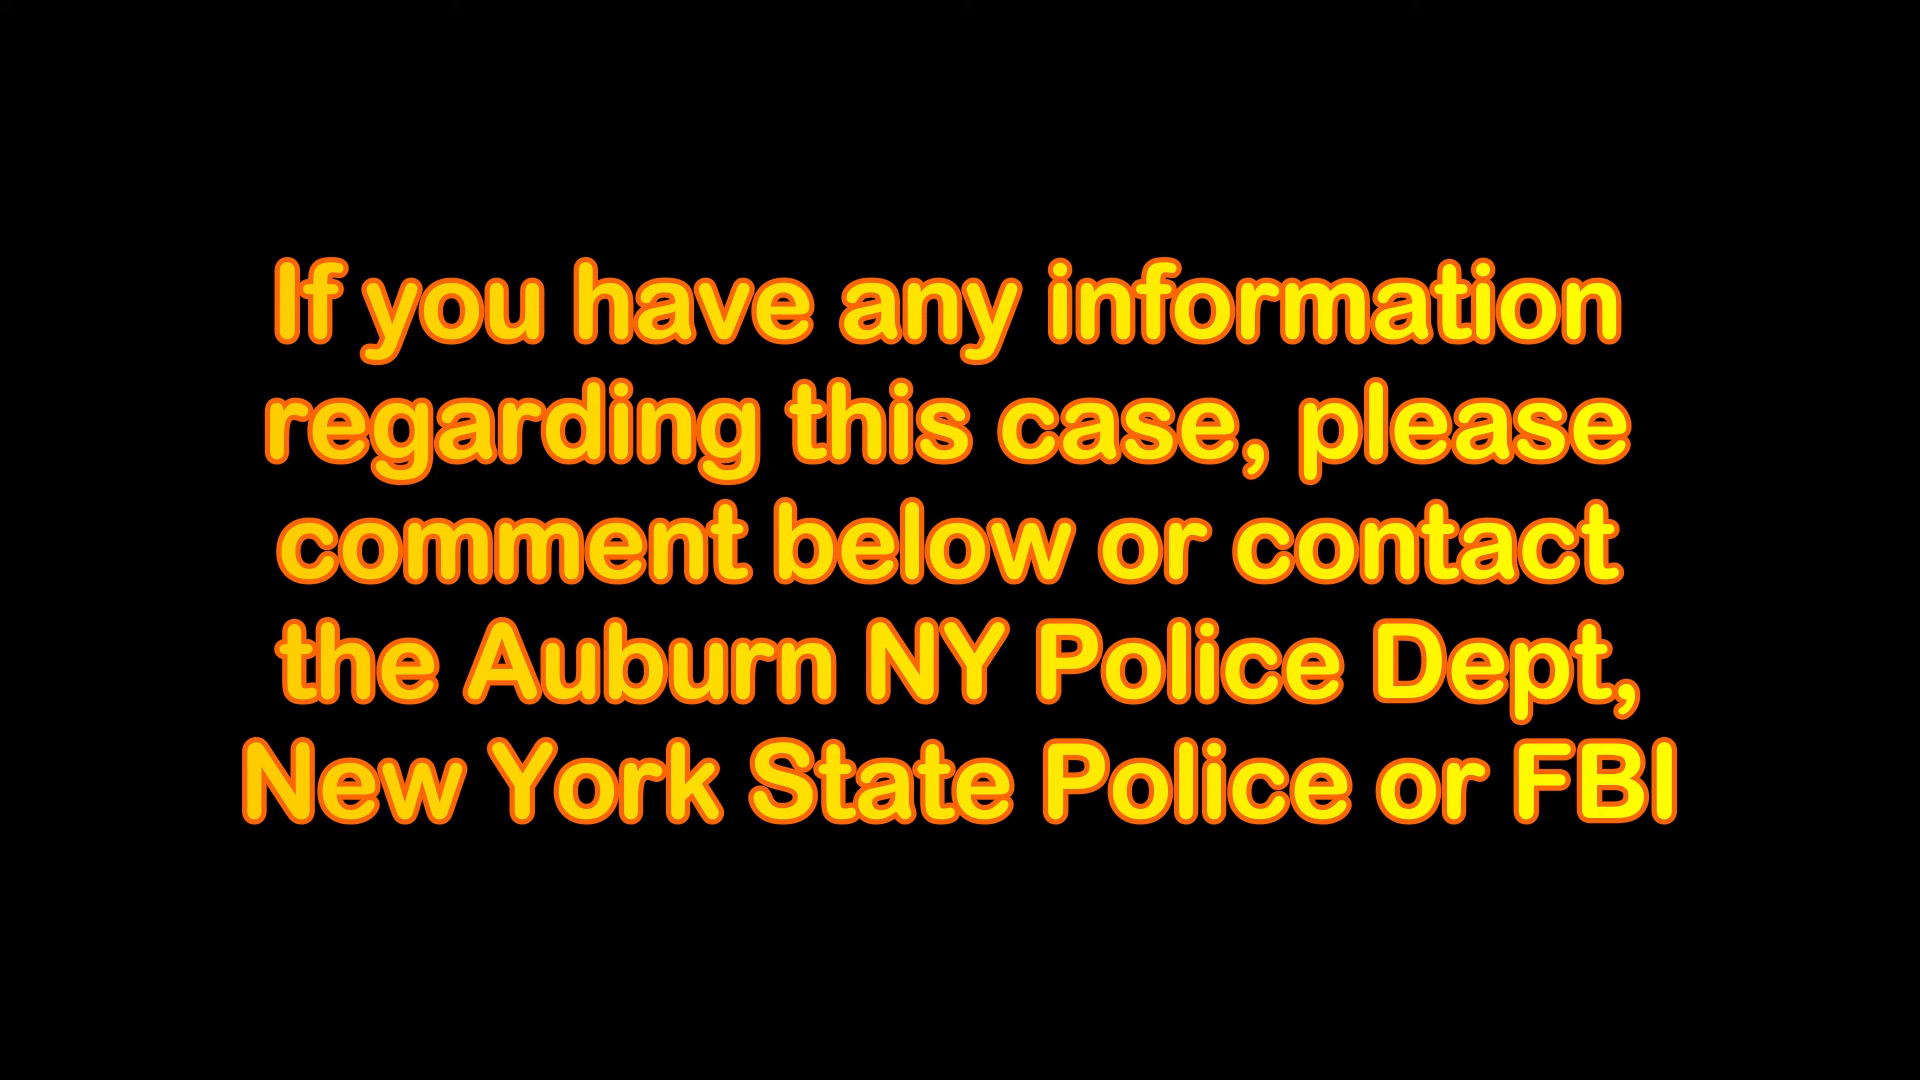 If you have any information
regarding this case, please
comment below or contact
the Auburn NY Police Dept,
New York State Police or FBI